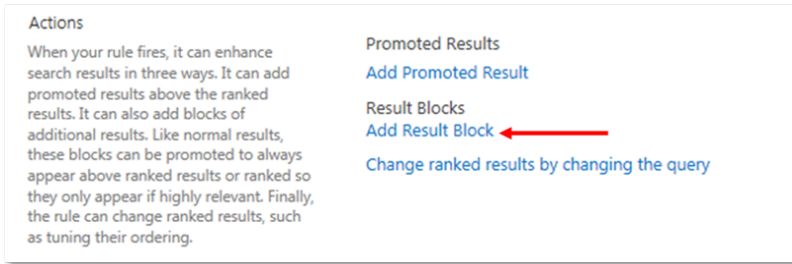 Actions
When your rule fires, it can enhance
search results in three ways. It can add
promoted results above the ranked
results. It can also add blocks of
additional results. Like normal results,
these blocks can be promoted to always
appear above ranked results or ranked so
they only appear if highly relevant. Finally,
the rule can change ranked results, such
as tuning their ordering.
Promoted Results
Add Promoted Result
Result Blocks
Add Result Block
Change ranked results by changing the query